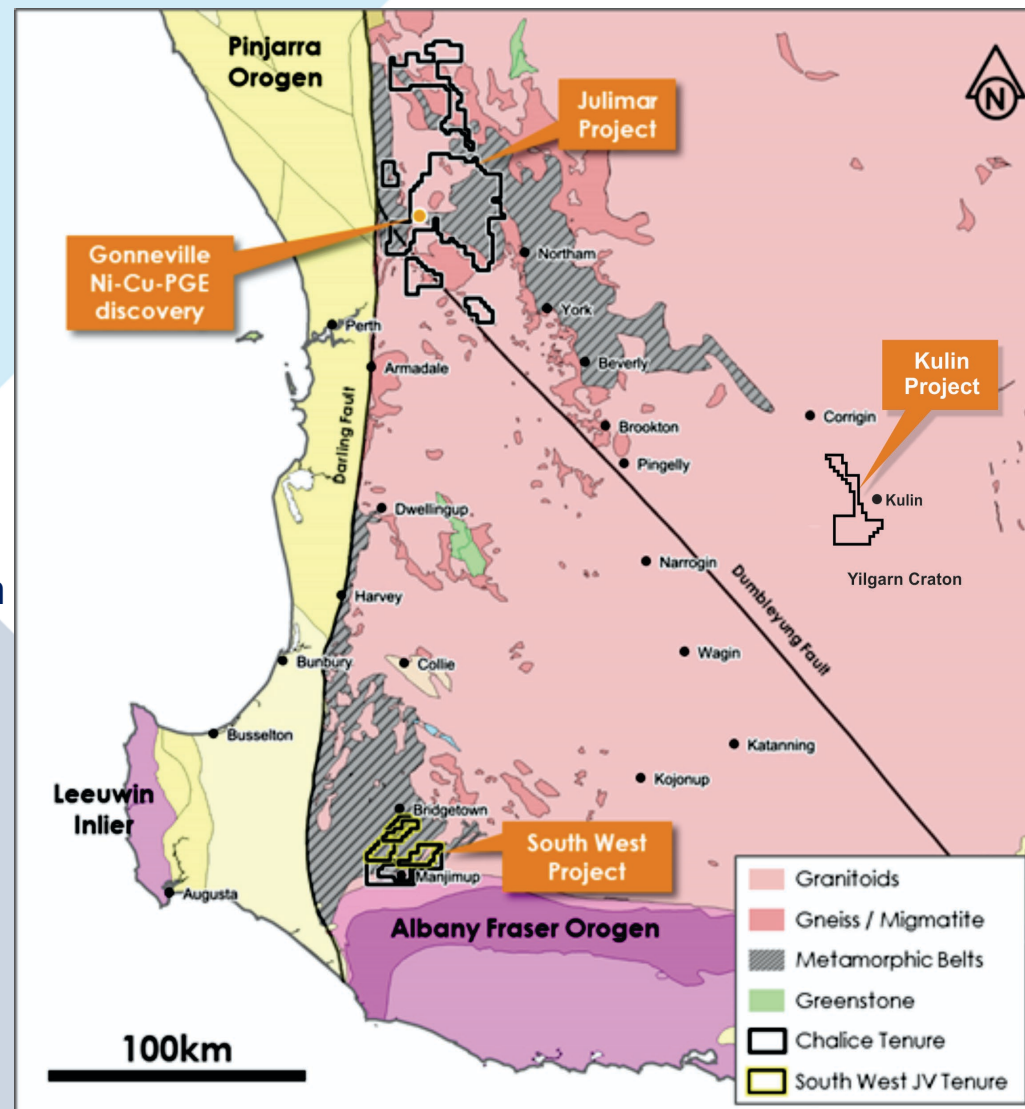 Pinjarra
Orogen
N
Julimar
Project
Gonneville
Ni-Cu-PGE
discovery
Northam
York
Perth
Armadale
Beverly
Kulin
Project
Darling Fault
Corrigin
Brookton
Pingelly
Kulin
Dwellingup
Narrogin
Yilgarn Craton
Dumbleyung Fault
Harvey
Wagin
Bunbury
Collie
Busselton
Katanning
Kojonup
Leeuwin
Inlier
Bridgetown
South West
Project
Manjimup
Augusta
Albany Fraser Orogen
Granitoids
Gneiss / Migmatite
Metamorphic Belts
Greenstone
Chalice Tenure
South West JV Tenure
100km